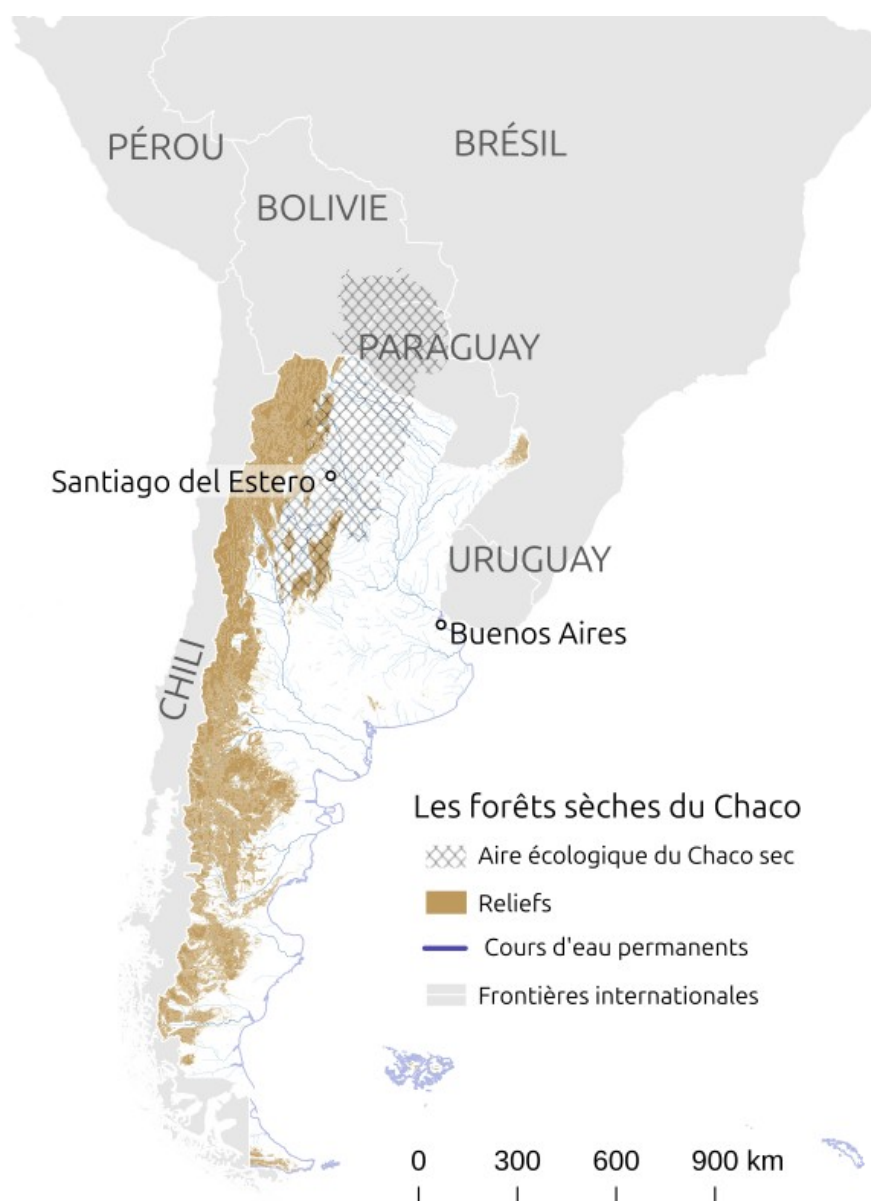 PÉROU
BRÉSIL
BOLIVIE
PARAGUAY
Santiago del Estero
URUGUAY
Buenos Aires
CHILI
Les forêts sèches du Chaco
Aire écologique du Chaco sec
Reliefs
Cours d'eau permanents
Frontières internationales
0 300 600 900 km